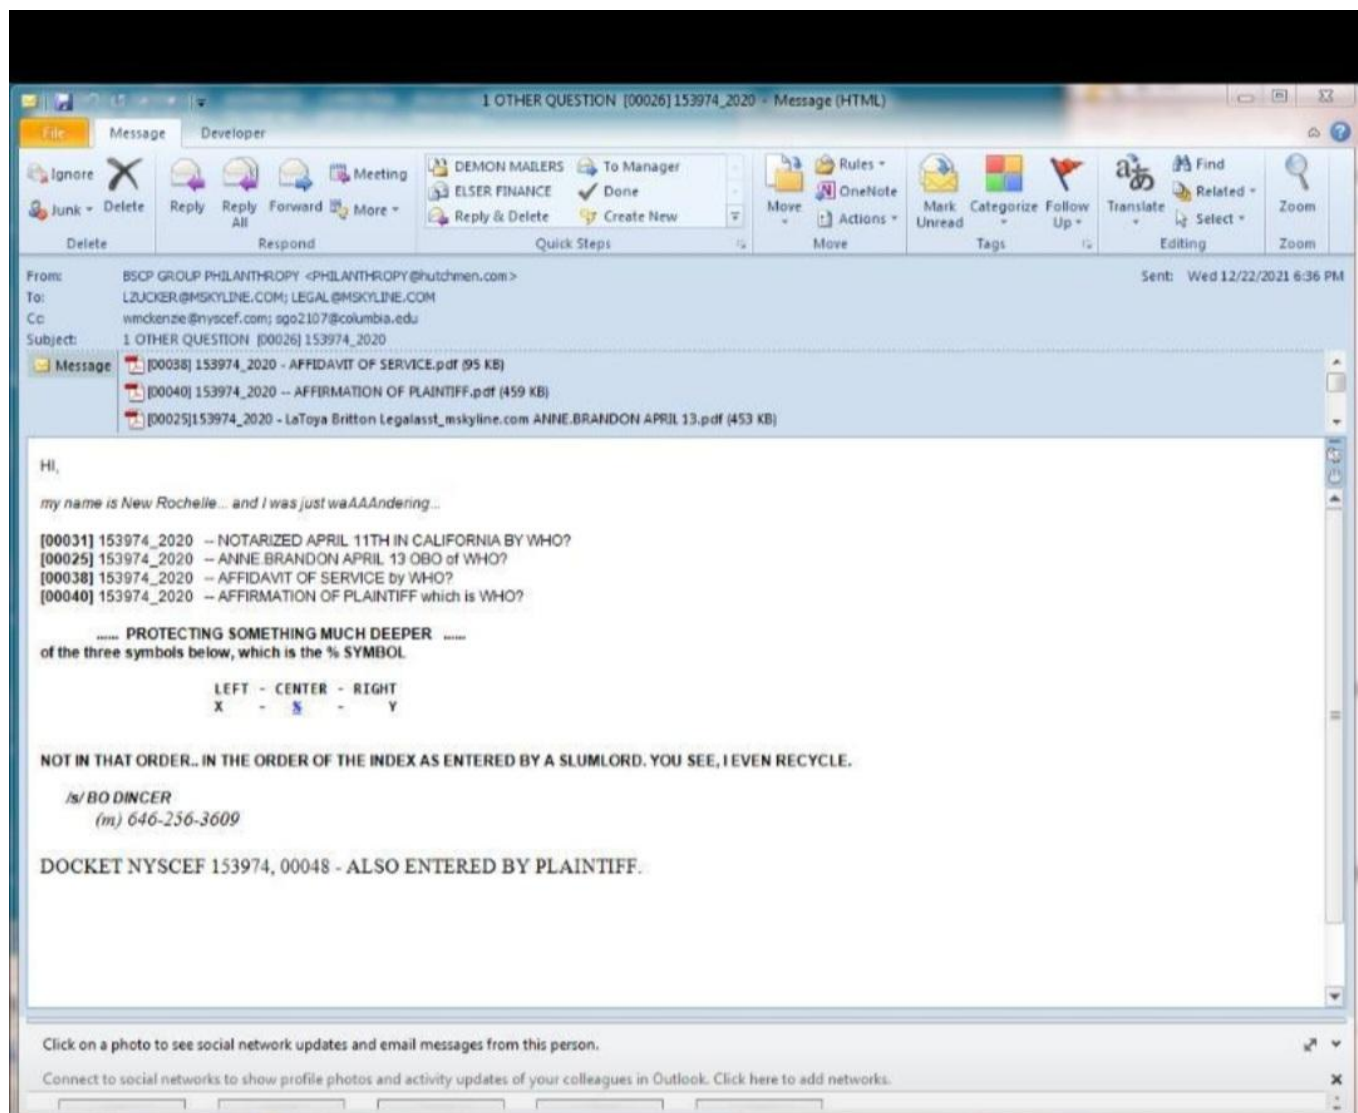 1 OTHER QUESTION [00026] 153974_2020 - Message (HTML)
File Message Developer
Ignore
Junk
Delete
Reply
Reply All
Forward
Meeting
More
DEMON MAILERS
To Manager
ELSER FINANCE
Done
Reply & Delete
Create New
Move
Rules
OneNote
Actions
Mark Unread
Categorize
Follow Up
Translate
Find
Related
Select
Zoom
Delete Respond Quick Steps Move Tags Editing Zoom
From: BSCP GROUP PHILANTHROPY <PHILANTHROPY@hutchmen.com> Sent: Wed 12/22/2021 6:36 PM
To: LZUCKER@MSKYLINE.COM; LEGAL@MSKYLINE.COM
Cc: wmckenzie@nyscef.com; sgo2107@columbia.edu
Subject: 1 OTHER QUESTION [00026] 153974_2020
Message [00038] 153974_2020 - AFFIDAVIT OF SERVICE.pdf (95 KB)
[00040] 153974_2020 -- AFFIRMATION OF PLAINTIFF.pdf (459 KB)
[00025]153974_2020 - LaToya Britton Legalasst_mskyline.com ANNE.BRANDON APRIL 13.pdf (453 KB)
HI,
my name is New Rochelle... and I was just waAAAndering...
[00031] 153974_2020 -- NOTARIZED APRIL 11TH IN CALIFORNIA BY WHO?
[00025] 153974_2020 -- ANNE.BRANDON APRIL 13 OBO of WHO?
[00038] 153974_2020 -- AFFIDAVIT OF SERVICE by WHO?
[00040] 153974_2020 -- AFFIRMATION OF PLAINTIFF which is WHO?
...... PROTECTING SOMETHING MUCH DEEPER ......
of the three symbols below, which is the % SYMBOL
LEFT - CENTER - RIGHT
X - % - Y
NOT IN THAT ORDER.. IN THE ORDER OF THE INDEX AS ENTERED BY A SLUMLORD. YOU SEE, I EVEN RECYCLE.
/s/ BO DINCER
(m) 646-256-3609
DOCKET NYSCEF 153974, 00048 - ALSO ENTERED BY PLAINTIFF.
Click on a photo to see social network updates and email messages from this person.
Connect to social networks to show profile photos and activity updates of your colleagues in Outlook. Click here to add networks.